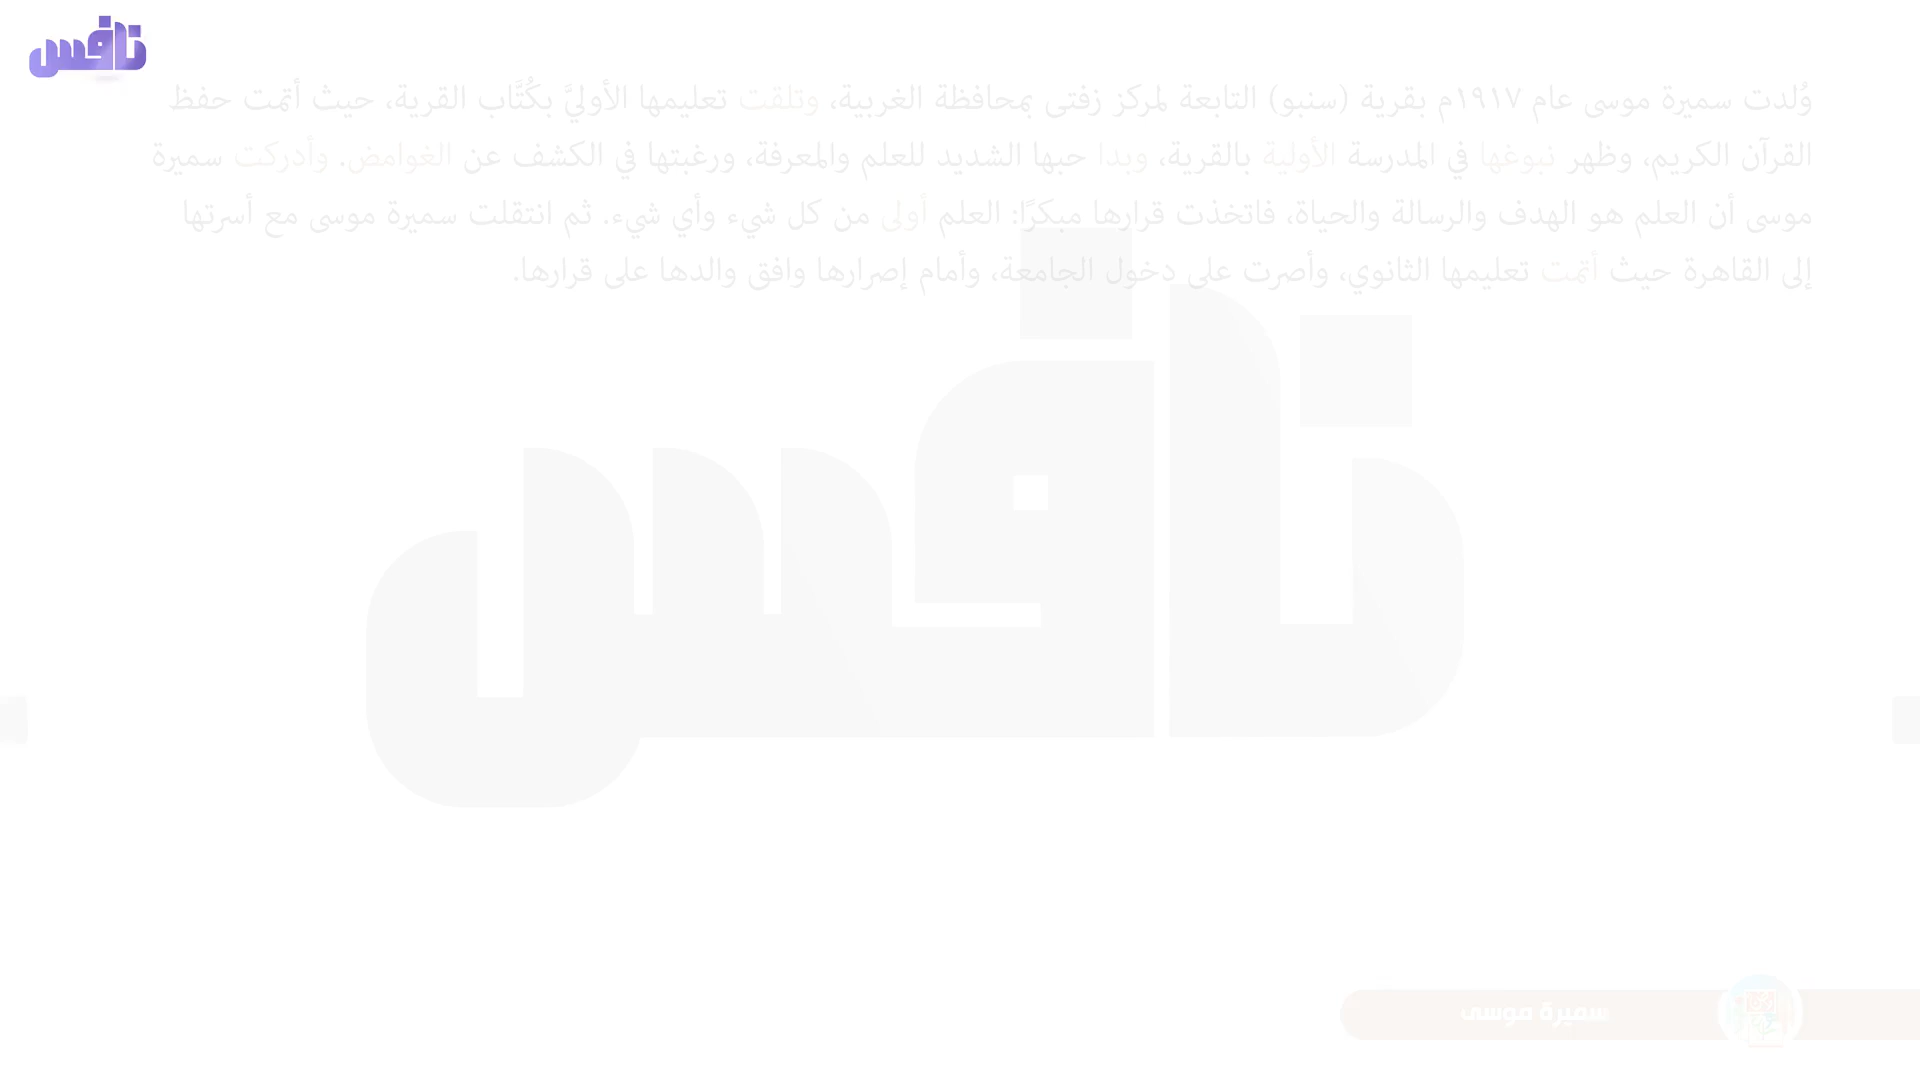 نافس
وُلدت سميرة موسى عام ١٩١٧م بقرية (سنبو) التابعة لمركز زفتى بمحافظة الغربية، وتلقت تعليمها الأوليَّ بكُتَّاب القرية، حيث أتمت حفظ
القرآن الكريم، وظهر نبوغها في المدرسة الأولية بالقرية، وبدا حبها الشديد للعلم والمعرفة، ورغبتها في الكشف عن الغوامض. وأدركت سميرة
موسى أن العلم هو الهدف والرسالة والحياة، فاتخذت قرارها مبكرًا: العلم أولى من كل شيء وأي شيء. ثم انتقلت سميرة موسى مع أسرتها
إلى القاهرة حيث أتمت تعليمها الثانوي، وأصرت على دخول الجامعة، وأمام إصرارها وافق والدها على قرارها.
نافس
سميرة موسى